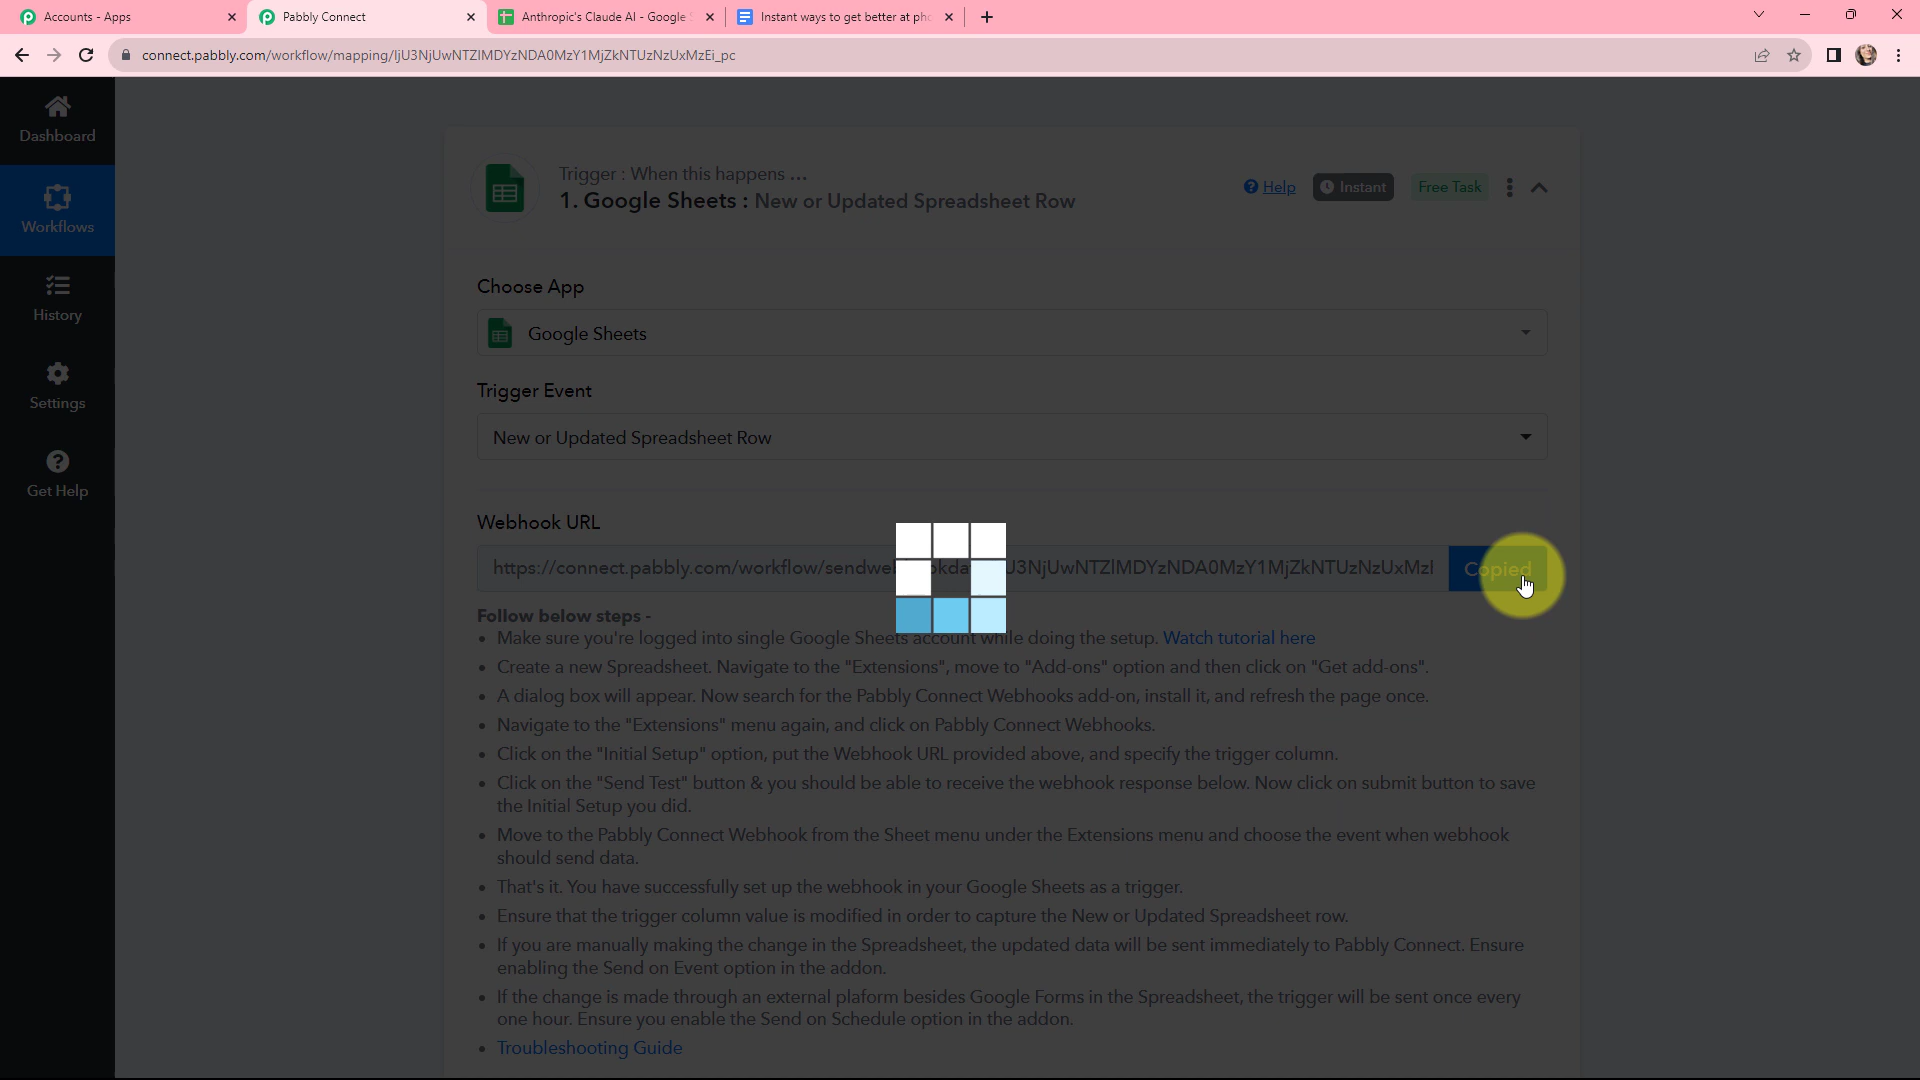 Accounts - Apps
Pabbly Connect
Anthropic's Claude AI - Google
Instant ways to get better at
connect.pabbly.com/workflow/mapping/
Dashboard
Workflows
History
Settings
Get Help
Trigger : When this happens ...
1. Google Sheets : New or Updated Spreadsheet Row
Help
Instant
Free Task
Choose App
Google Sheets
Trigger Event
New or Updated Spreadsheet Row
Webhook URL
Copied
Follow below steps -
• Make sure you're logged into single Google Sheets account while doing the setup. Watch tutorial here
• Create a new Spreadsheet. Navigate to the "Extensions", move to "Add-ons" option and then click on "Get add-ons".
• A dialog box will appear. Now search for the Pabbly Connect Webhooks add-on, install it, and refresh the page once.
• Navigate to the "Extensions" menu again, and click on Pabbly Connect Webhooks.
• Click on the "Initial Setup" option, put the Webhook URL provided above, and specify the trigger column.
• Click on the "Send Test" button & you should be able to receive the webhook response below. Now click on submit button to save
the Initial Setup you did.
• Move to the Pabbly Connect Webhook from the Sheet menu under the Extensions menu and choose the event when webhook
should send data.
• That's it. You have successfully set up the webhook in your Google Sheets as a trigger.
• Ensure that the trigger column value is modified in order to capture the New or Updated Spreadsheet row.
• If you are manually making the change in the Spreadsheet, the updated data will be sent immediately to Pabbly Connect. Ensure
enabling the Send on Event option in the addon.
• If the change is made through an external plaform besides Google Forms in the Spreadsheet, the trigger will be sent once every
one hour. Ensure you enable the Send on Schedule option in the addon.
• Troubleshooting Guide